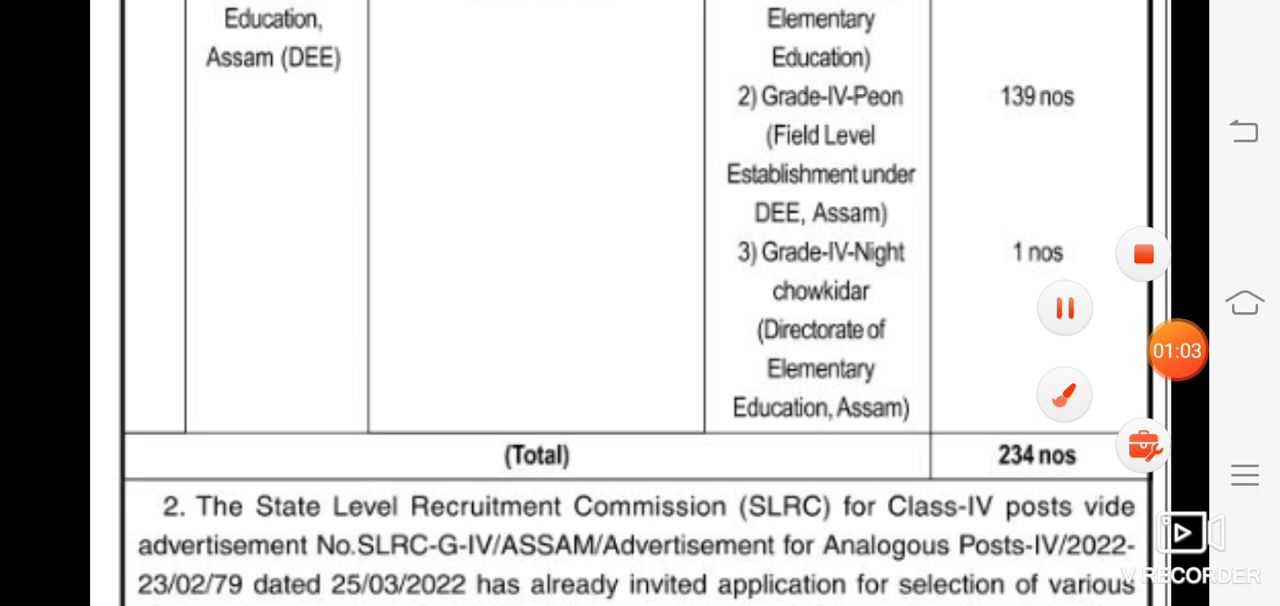 Education,
Assam (DEE)
Elementary
Education)
2) Grade-IV-Peon
139 nos
(Field Level
Establishment under
DEE, Assam)
3) Grade-IV-Night
1 nos
chowkidar
(Directorate of
Elementary
Education, Assam)
(Total)
234 nos
2. The State Level Recruitment Commission (SLRC) for Class-IV posts vide
advertisement No.SLRC-G-IV/ASSAM/Advertisement for Analogous Posts-IV/2022-
23/02/79 dated 25/03/2022 has already invited application for selection of various
01:03
V RECORDER